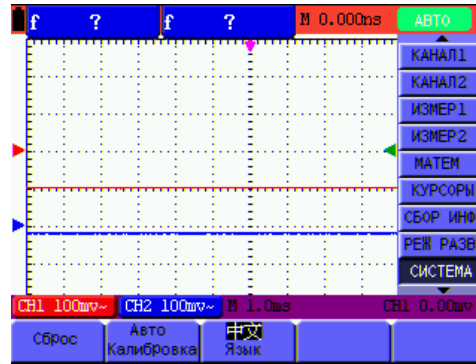 f ? f ? M 0.000ns АВТО
КАНАЛ1
КАНАЛ2
ИЗМЕР1
ИЗМЕР2
МАТЕМ
КУРСОРЫ
СБОР ИНФ
РЕЖ РАЗВ
СИСТЕМА
CH1 100mv~ CH2 100mv~ M 1.0ms CH1 0.00mv
Сброс
Авто
Калибровка
中文
Язык